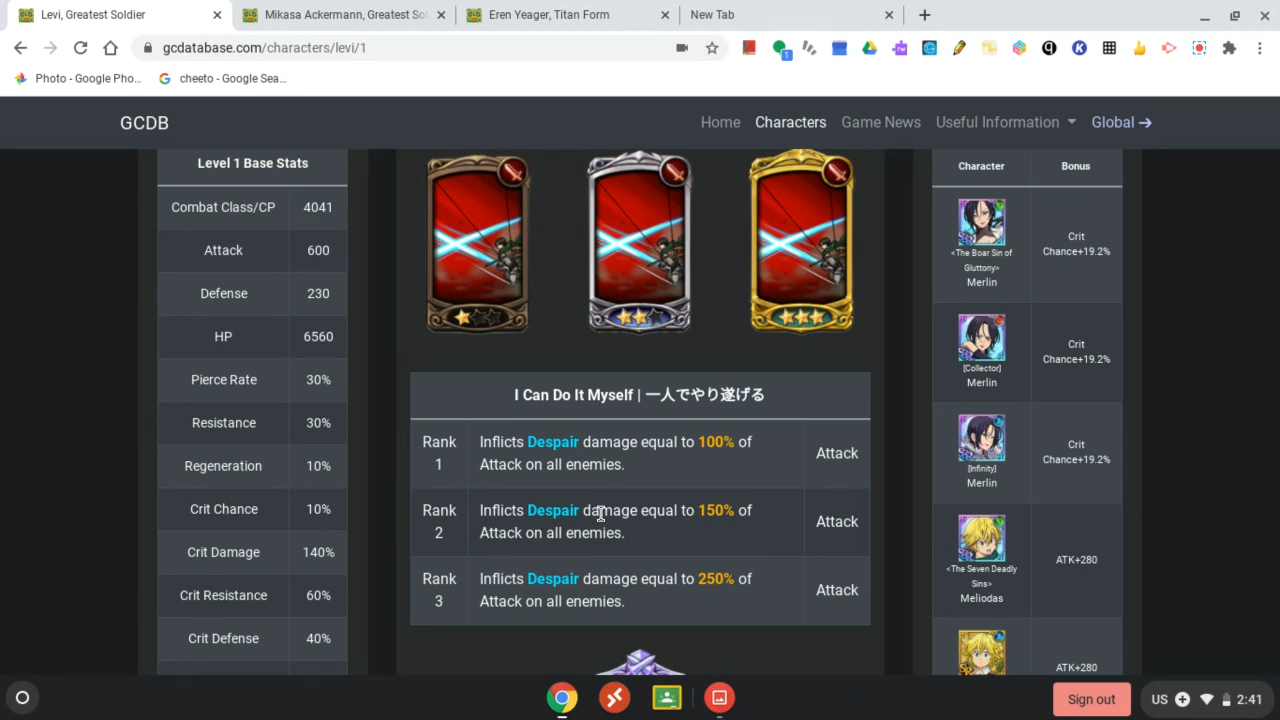 Levi, Greatest Soldier
Mikasa Ackermann, Greatest Sol
Eren Yeager, Titan Form
New Tab
gcdatabase.com/characters/levi/1
Photo - Google Pho...
cheeto - Google Sea...
GCDB
Home
Characters
Game News
Useful Information
Global →
Level 1 Base Stats
Combat Class/CP 4041
Attack 600
Defense 230
HP 6560
Pierce Rate 30%
Resistance 30%
Regeneration 10%
Crit Chance 10%
Crit Damage 140%
Crit Resistance 60%
Crit Defense 40%
I Can Do It Myself | 一人でやり遂げる
Rank 1
Inflicts Despair damage equal to 100% of
Attack on all enemies.
Attack
Rank 2
Inflicts Despair damage equal to 150% of
Attack on all enemies.
Attack
Rank 3
Inflicts Despair damage equal to 250% of
Attack on all enemies.
Attack
Character Bonus
<The Boar Sin of
Gluttony>
Merlin
Crit
Chance+19.2%
[Collector]
Merlin
Crit
Chance+19.2%
[Infinity]
Merlin
Crit
Chance+19.2%
<The Seven Deadly
Sins>
Meliodas
ATK+280
ATK+280
Sign out
US
2:41